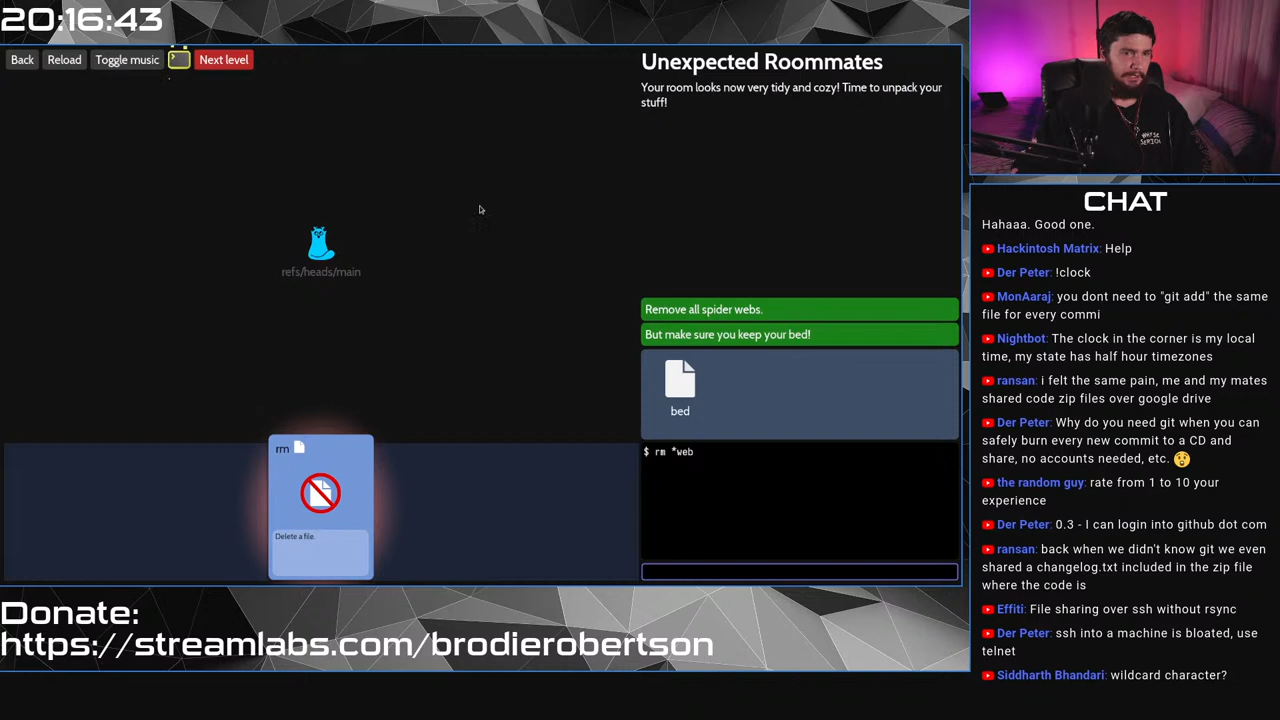 20:16:43
Back
Reload
Toggle music
Next level
Unexpected Roommates
Your room looks now very tidy and cozy! Time to unpack your
stuff!
refs/heads/main
Remove all spider webs.
But make sure you keep your bed!
bed
rm
Delete a file.
$ rm *web
CHAT
Hahaaa. Good one.
Hackintosh Matrix: Help
Der Peter: !clock
MonAaraj: you dont need to "git add" the same
file for every commi
Nightbot: The clock in the corner is my local
time, my state has half hour timezones
ransan: i felt the same pain, me and my mates
shared code zip files over google drive
Der Peter: Why do you need git when you can
safely burn every new commit to a CD and
share, no accounts needed, etc. 😲
the random guy: rate from 1 to 10 your
experience
Der Peter: 0.3 - I can login into github dot com
ransan: back when we didn't know git we even
shared a changelog.txt included in the zip file
where the code is
Effiti: File sharing over ssh without rsync
Der Peter: ssh into a machine is bloated, use
telnet
Siddharth Bhandari: wildcard character?
Donate:
https://streamlabs.com/brodierobertson